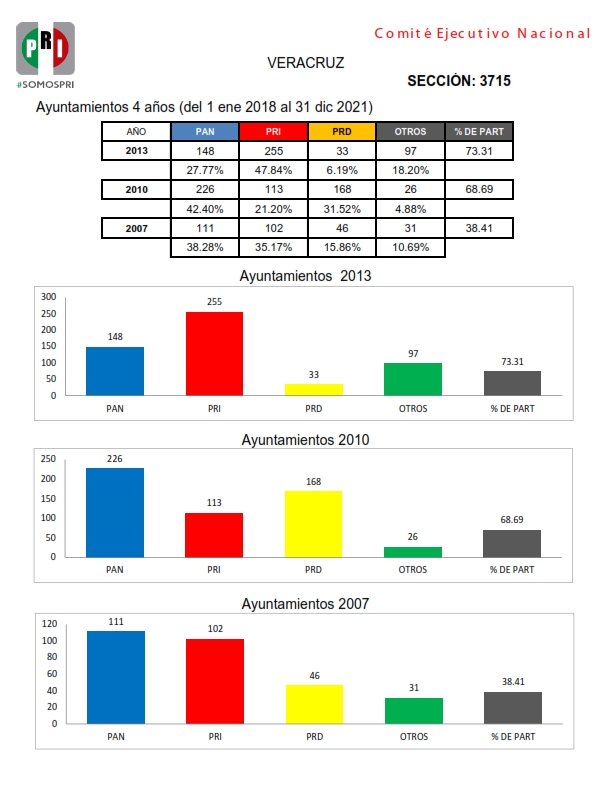 Comité Ejecutivo Nacional
PRI
#SOMOSPRI
VERACRUZ
SECCIÓN: 3715
Ayuntamientos 4 años (del 1 ene 2018 al 31 dic 2021)
AÑO PAN PRI PRD OTROS % DE PART
2013 148 255 33 97 73.31
27.77% 47.84% 6.19% 18.20%
2010 226 113 168 26 68.69
42.40% 21.20% 31.52% 4.88%
2007 111 102 46 31 38.41
38.28% 35.17% 15.86% 10.69%
Ayuntamientos 2013
300
250
200
150
100
50
0
148 255 33 97 73.31
PAN PRI PRD OTROS % DE PART
Ayuntamientos 2010
250
200
150
100
50
0
226 113 168 26 68.69
PAN PRI PRD OTROS % DE PART
Ayuntamientos 2007
120
100
80
60
40
20
0
111 102 46 31 38.41
PAN PRI PRD OTROS % DE PART